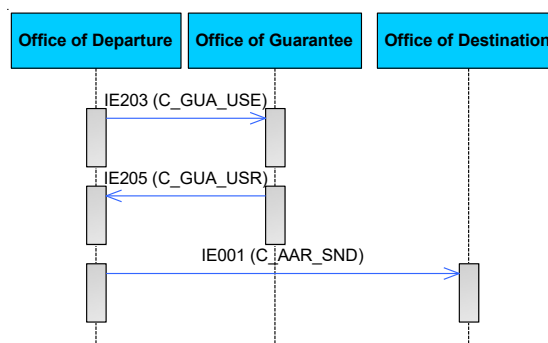 Office of Departure
Office of Guarantee
Office of Destination
IE203 (C_GUA_USE)
IE205 (C_GUA_USR)
IE001 (C_AAR_SND)